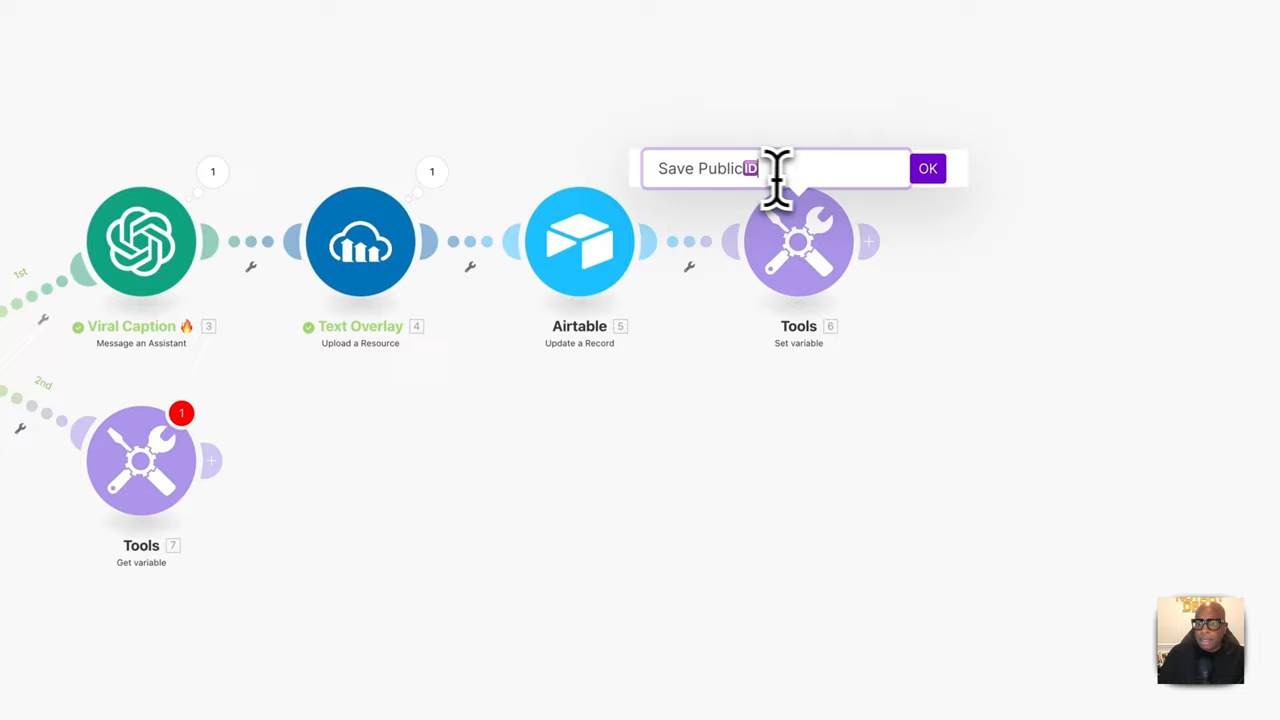 Save Public🆔
OK
1
1
1st
Viral Caption 🔥 3
Message an Assistant
Text Overlay 4
Upload a Resource
Airtable 5
Update a Record
Tools 6
Set variable
2nd
1
Tools 7
Get variable